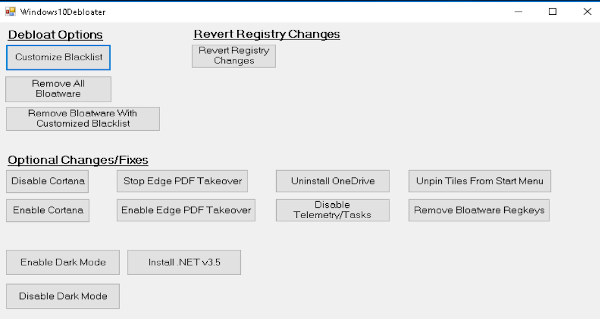 Windows10Debloater
Debloat Options
Revert Registry Changes
Customize Blacklist
Revert Registry
Changes
Remove All
Bloatware
Remove Bloatware With
Customized Blacklist
Optional Changes/Fixes
Disable Cortana
Stop Edge PDF Takeover
Uninstall OneDrive
Unpin Tiles From Start Menu
Enable Cortana
Enable Edge PDF Takeover
Disable
Telemetry/Tasks
Remove Bloatware Regkeys
Enable Dark Mode
Install .NET v3.5
Disable Dark Mode